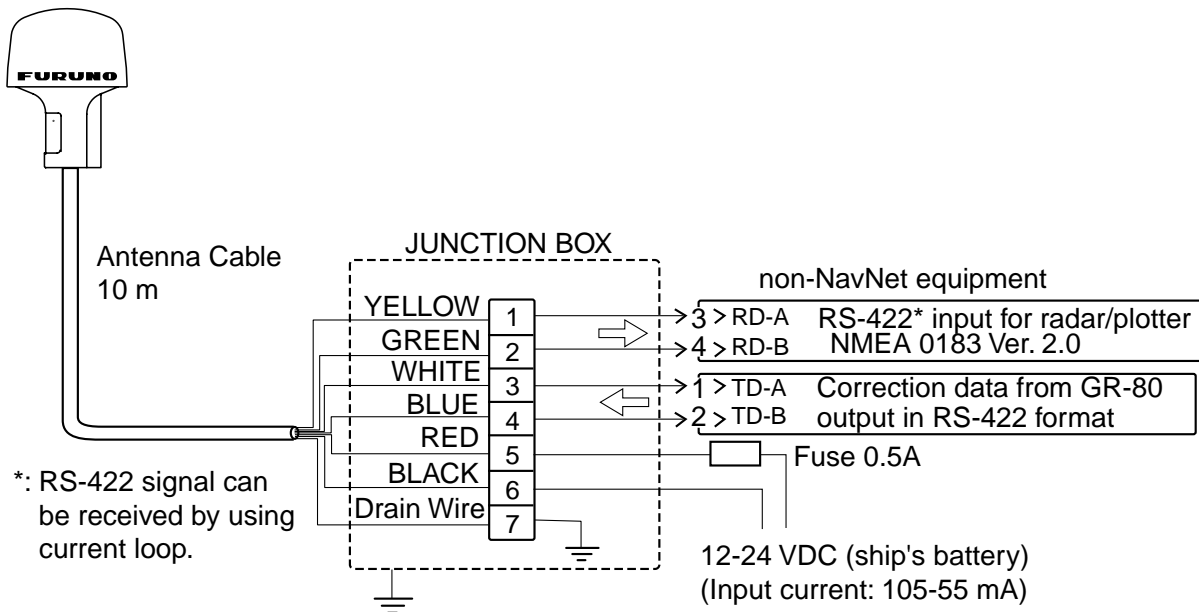 FURUNO
Antenna Cable
10 m
JUNCTION BOX
YELLOW
GREEN
WHITE
BLUE
RED
BLACK
Drain Wire
1
2
3
4
5
6
7
non-NavNet equipment
3 RD-A RS-422* input for radar/plotter
4 RD-B NMEA 0183 Ver. 2.0
1 TD-A Correction data from GR-80
2 TD-B output in RS-422 format
Fuse 0.5A
12-24 VDC (ship's battery)
(Input current: 105-55 mA)
*: RS-422 signal can
be received by using
current loop.